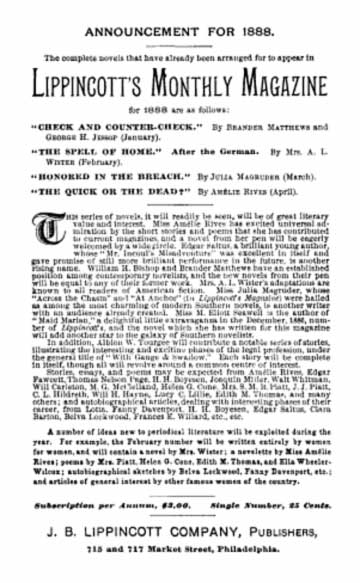 ANNOUNCEMENT FOR 1888.
The complete novels that have already been arranged for to appear in
LIPPINCOTT'S MONTHLY MAGAZINE
for 1888 are as follows:
"CHECK AND COUNTER-CHECK." By BRANDER MATTHEWS and
GEORGE H. JESSOP (January).
"THE SPELL OF HOME." After the German. By MRS. A. L.
WISTER (February).
"HONORED IN THE BREACH." By JULIA MAGRUDER (March).
"THE QUICK OR THE DEAD?" By AMÉLIE RIVES (April).
THIS series of novels, it will readily be seen, will be of great literary
value and interest. Miss Amélie Rives has excited universal ad-
miration by the short stories and poems that she has contributed
to current magazines, and a novel from her pen will be eagerly
welcomed by a wide circle. Edgar Saltus, a brilliant young author,
whose "Mr. Incoul's Misadventure" was excellent in itself and
gave promise of still more brilliant performance in the future, is another
rising name. William H. Bishop and Brander Matthews have an established
position among contemporary novelists, and the new novels from their pen
will be equal to any of their former work. Mrs. A. L. Wister's adaptations are
known to all readers of American fiction. Miss Julia Magruder, whose
"Across the Chasm" and "At Anchor" (in Lippincott's Magazine) were hailed
as among the most charming of modern Southern novels, is another writer
with an audience already created. Miss M. Elliot Seawell is the author of
"Maid Marian," a delightful little extravaganza in the December, 1886, num-
ber of Lippincott's, and the novel which she has written for this magazine
will add another star to the galaxy of Southern novelists.
In addition, Albion W. Tourgee will contribute a notable series of stories,
illustrating the interesting and exciting phases of the legal profession, under
the general title of "With Gauge & Swallow." Each story will be complete
in itself, though all will revolve around a common centre of interest.
Stories, essays, and poems may be expected from Amélie Rives, Edgar
Fawcett, Thomas Nelson Page, H. H. Boyesen, Joaquin Miller, Walt Whitman,
Will Carleton, M. G. McClelland, Helen G. Cone, Mrs. S. M. B. Piatt, J. J. Piatt,
C. L. Hildreth, Will H. Hayne, Lucy C. Lillie, Edith M. Thomas, and many
others; and autobiographical articles, dealing with interesting phases of their
career, from Lotta, Fanny Davenport, H. H. Boyesen, Edgar Saltus, Clara
Barton, Belva Lockwood, Frances E. Willard, etc., etc.
A number of ideas new to periodical literature will be exploited during the
year. For example, the February number will be written entirely by women
for women, and will contain a novel by Mrs. Wister; a novelette by Miss Amélie
Rives; poems by Mrs. Piatt, Helen G. Cone, Edith M. Thomas, and Ella Wheeler-
Wilcox; autobiographical sketches by Belva Lockwood, Fanny Davenport, etc.;
and articles of general interest by other famous women of the country.
Subscription per Annum, $3.00. Single Number, 25 Cents.
J. B. LIPPINCOTT COMPANY, PUBLISHERS,
715 and 717 Market Street, Philadelphia.